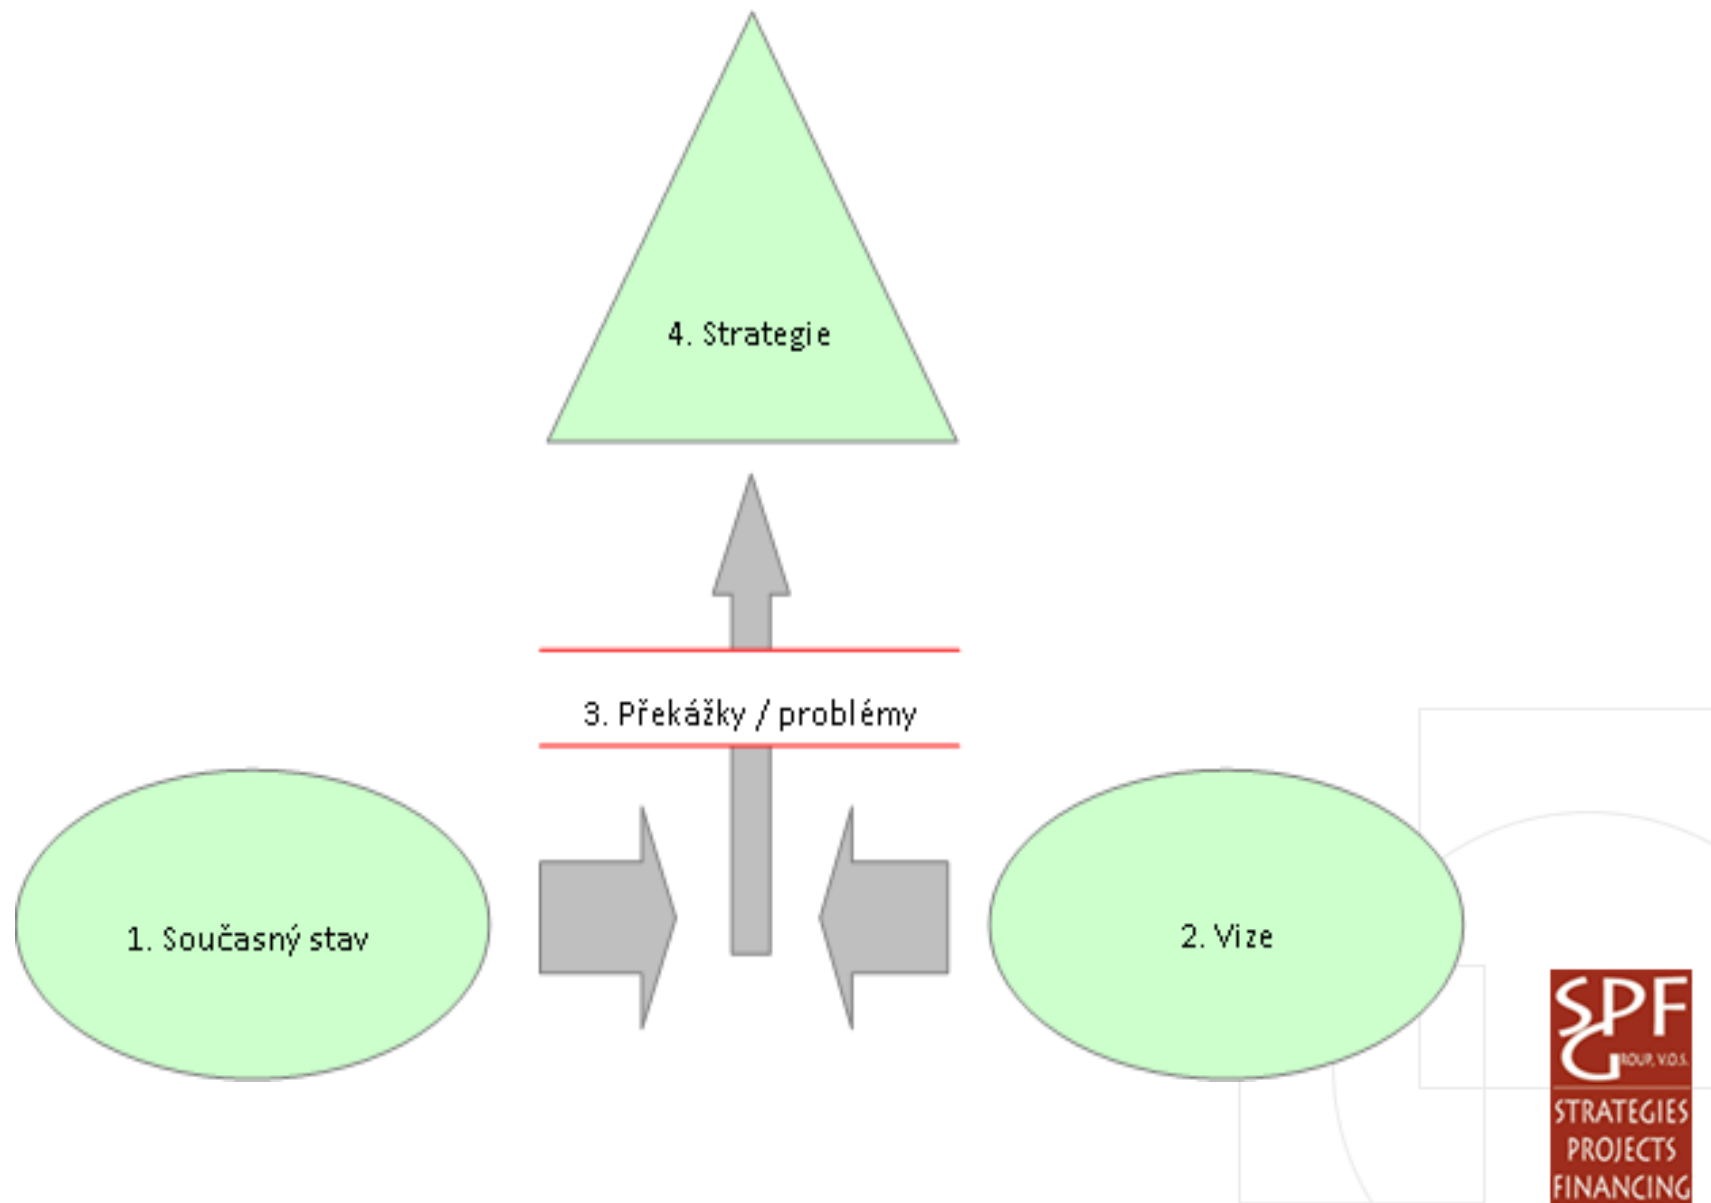 4. Strategie
3. Překážky / problémy
1. Současný stav
2. Vize
SPF
GROUP, V.O.S.
STRATEGIES
PROJECTS
FINANCING